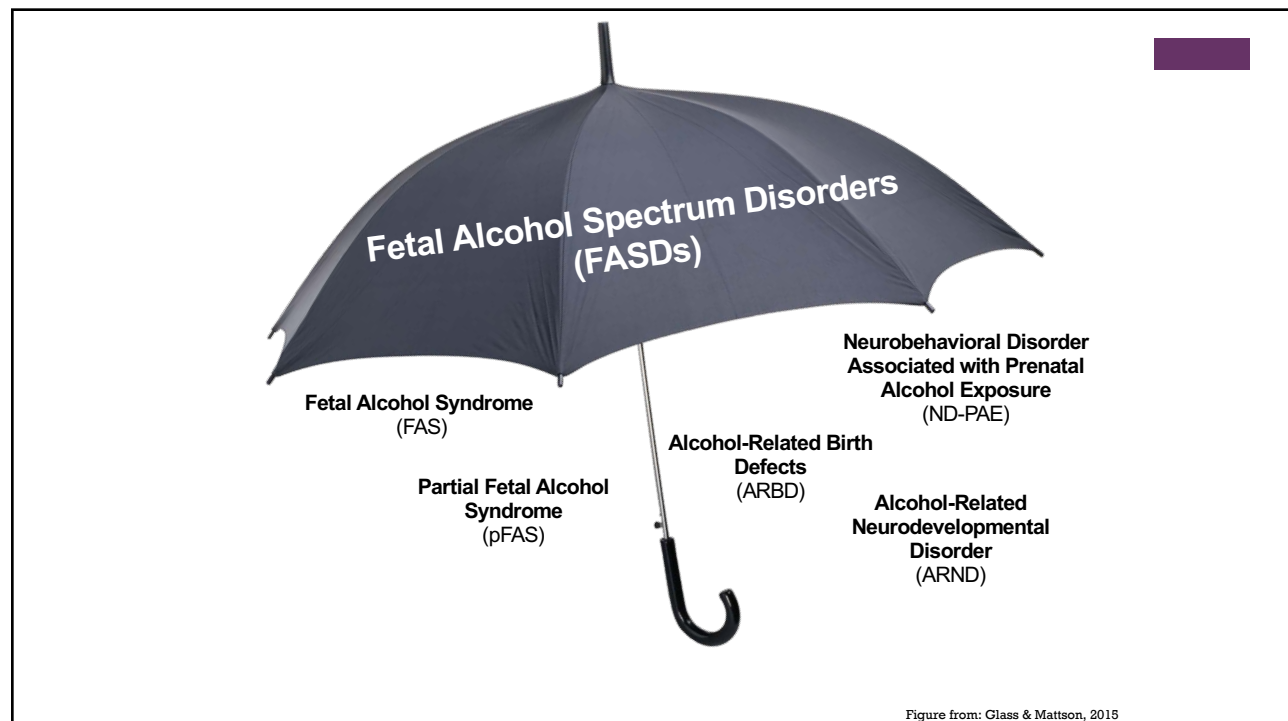 Fetal Alcohol Spectrum Disorders
(FASDs)
Fetal Alcohol Syndrome
(FAS)
Partial Fetal Alcohol
Syndrome
(pFAS)
Alcohol-Related Birth
Defects
(ARBD)
Neurobehavioral Disorder
Associated with Prenatal
Alcohol Exposure
(ND-PAE)
Alcohol-Related
Neurodevelopmental
Disorder
(ARND)
Figure from: Glass & Mattson, 2015